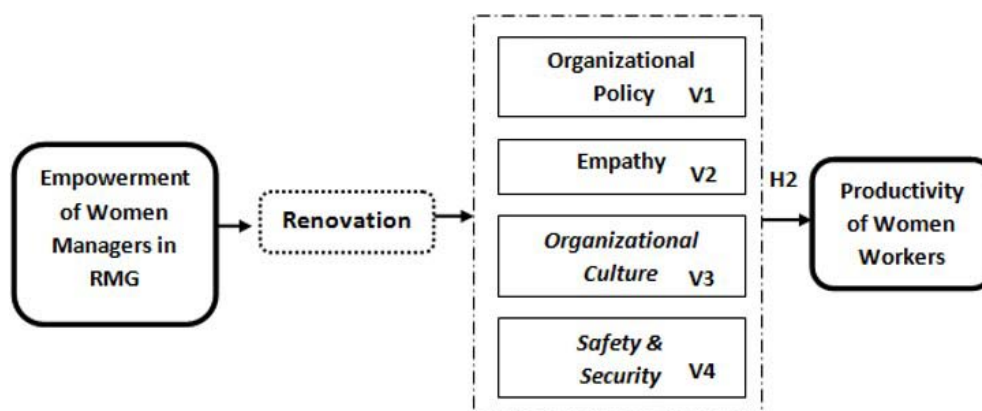 Empowerment
of Women
Managers in
RMG
Renovation
Organizational
Policy V1
Empathy
V2
Organizational
Culture V3
Safety &
Security V4
H2
Productivity
of Women
Workers